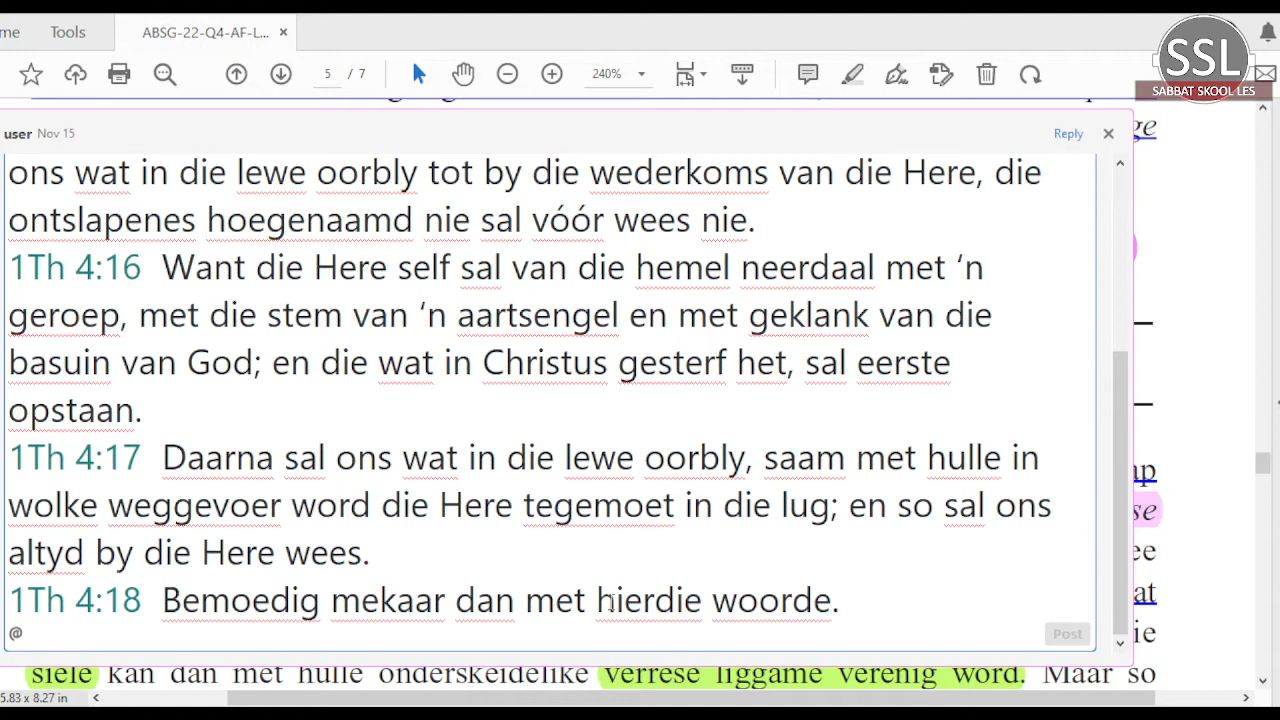 me Tools ABSG-22-Q4-AF-L... ×
5 / 7 240%
SSL
SABBAT SKOOL LES
ge
user Nov 15 Reply ×
ons wat in die lewe oorbly tot by die wederkoms van die Here, die
ontslapenes hoegenaamd nie sal vóór wees nie.
1Th 4:16 Want die Here self sal van die hemel neerdaal met ‘n
geroep, met die stem van ‘n aartsengel en met geklank van die
basuin van God; en die wat in Christus gesterf het, sal eerste
opstaan.
1Th 4:17 Daarna sal ons wat in die lewe oorbly, saam met hulle in
wolke weggevoer word die Here tegemoet in die lug; en so sal ons
altyd by die Here wees.
1Th 4:18 Bemoedig mekaar dan met hierdie woorde.
@ Post
ap
se
ee
at
ie
siele kan dan met hulle onderskeidelike verrese liggame verenig word. Maar so
5.83 x 8.27 in